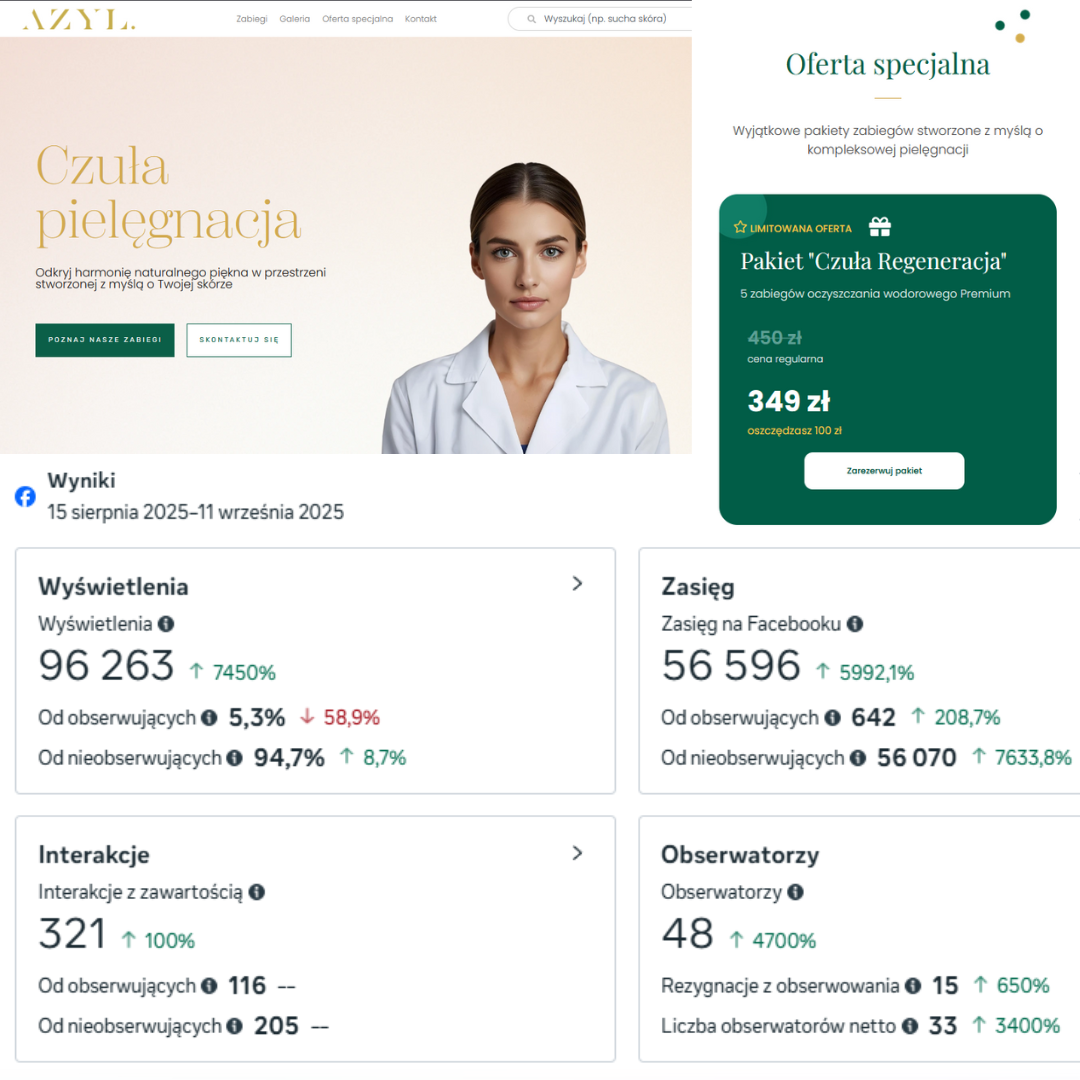 AZYL.
Zabiegi Galeria Oferta specjalna Kontakt
Wyszukaj (np. sucha skóra)
Czuła
pielęgnacja
Odkryj harmonię naturalnego piękna w przestrzeni
stworzonej z myślą o Twojej skórze
POZNAJ NASZE ZABIEGI
SKONTAKTUJ SIĘ
Oferta specjalna
Wyjątkowe pakiety zabiegów stworzone z myślą o
kompleksowej pielęgnacji
LIMITOWANA OFERTA
Pakiet "Czuła Regeneracja"
5 zabiegów oczyszczania wodorowego Premium
450 zł
cena regularna
349 zł
oszczędzasz 100 zł
Zarezerwuj pakiet
Wyniki
15 sierpnia 2025–11 września 2025
Wyświetlenia
Wyświetlenia
96 263 ↑ 7450%
Od obserwujących 5,3% ↓ 58,9%
Od nieobserwujących 94,7% ↑ 8,7%
Zasięg
Zasięg na Facebooku
56 596 ↑ 5992,1%
Od obserwujących 642 ↑ 208,7%
Od nieobserwujących 56 070 ↑ 7633,8%
Interakcje
Interakcje z zawartością
321 ↑ 100%
Od obserwujących 116 --
Od nieobserwujących 205 --
Obserwatorzy
Obserwatorzy
48 ↑ 4700%
Rezygnacje z obserwowania 15 ↑ 650%
Liczba obserwatorów netto 33 ↑ 3400%